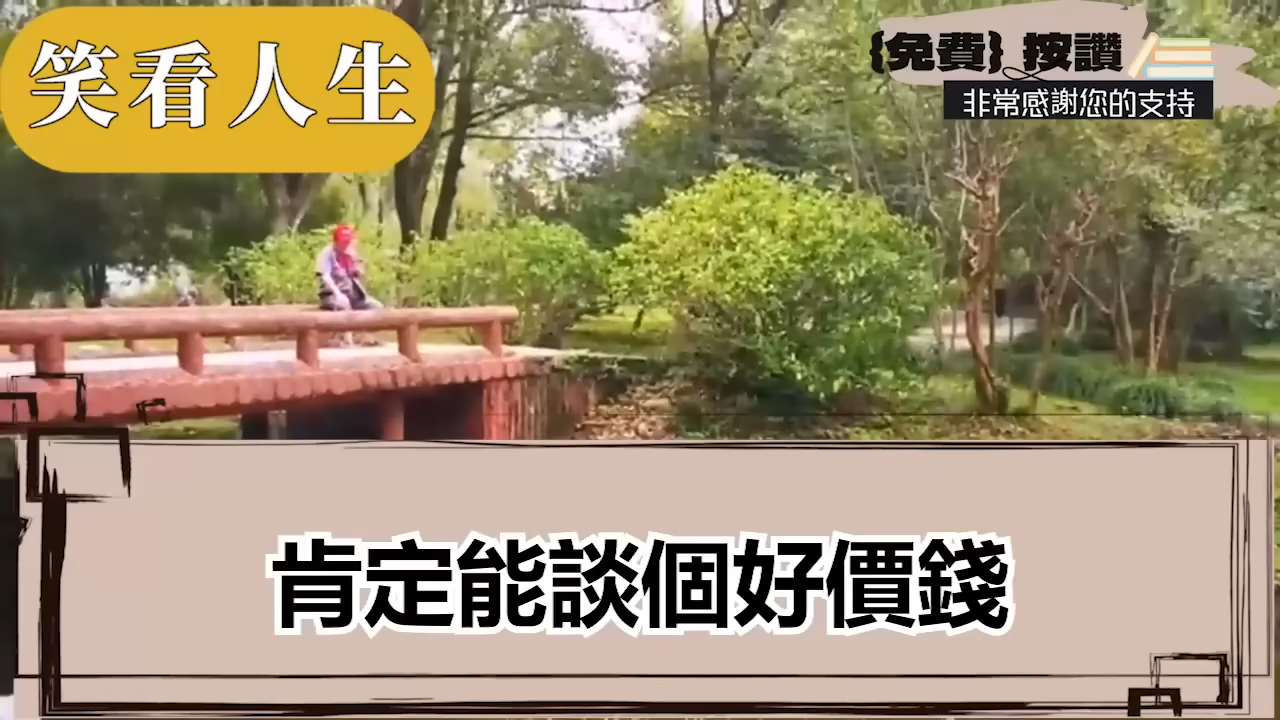 笑看人生
{免費} 按讚
非常感謝您的支持
肯定能談個好價錢